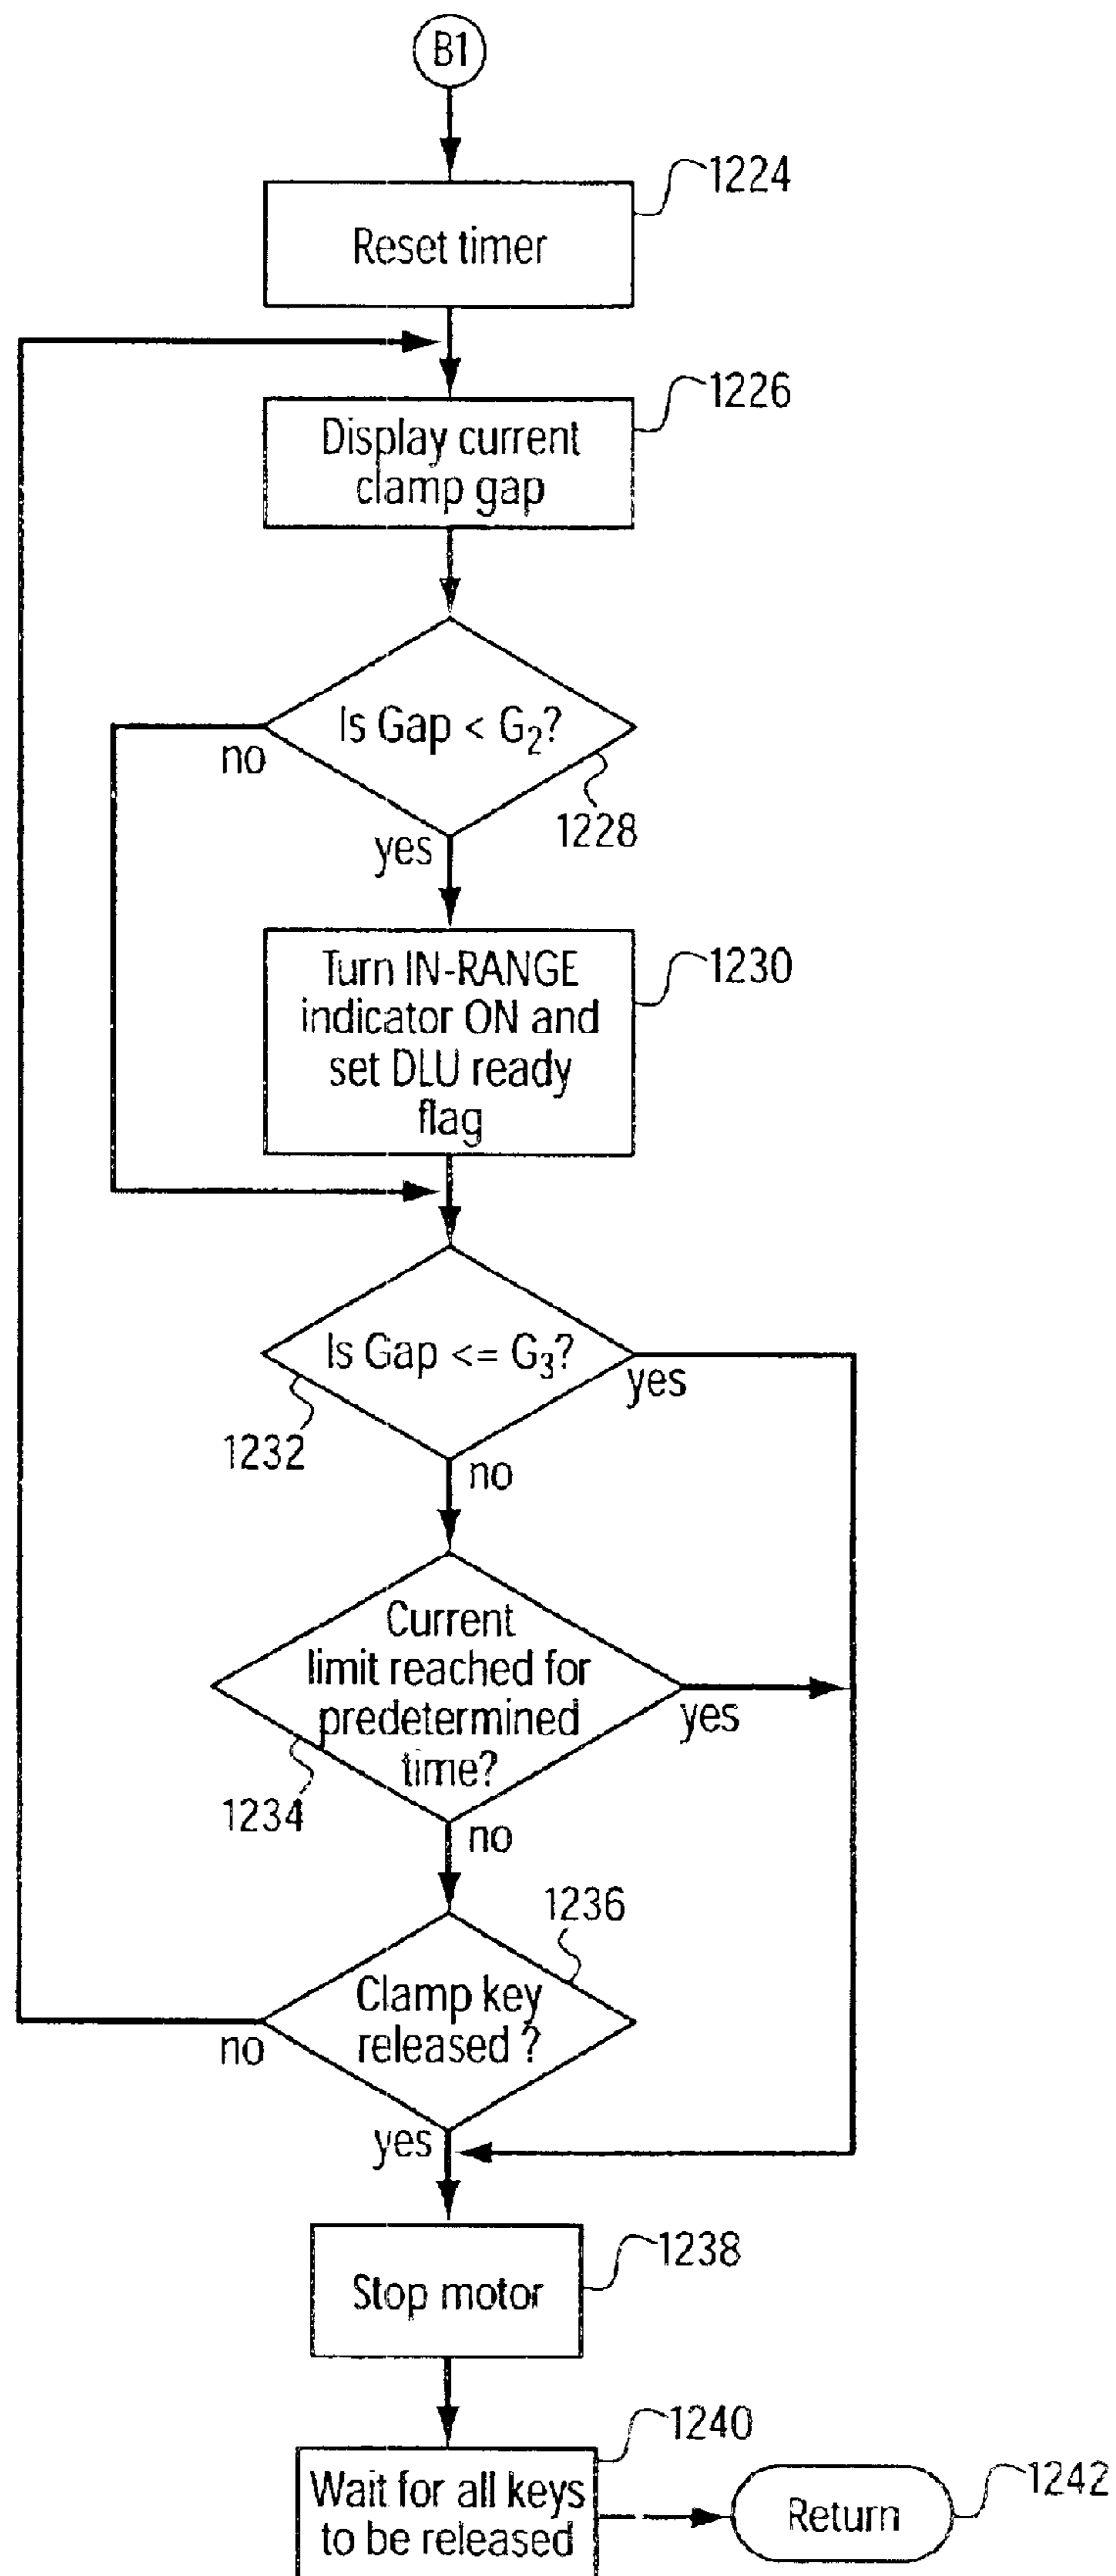 B1
1224
Reset timer
1226
Display current
clamp gap
Is Gap < G₂?
no
1228
yes
Turn IN-RANGE
indicator ON and
set DLU ready
flag
1230
Is Gap <= G₃?
yes
1232
no
Current
limit reached for
predetermined
time?
yes
1234
no
1236
Clamp key
released ?
no
yes
1238
Stop motor
1240
Wait for all keys
to be released
Return
1242